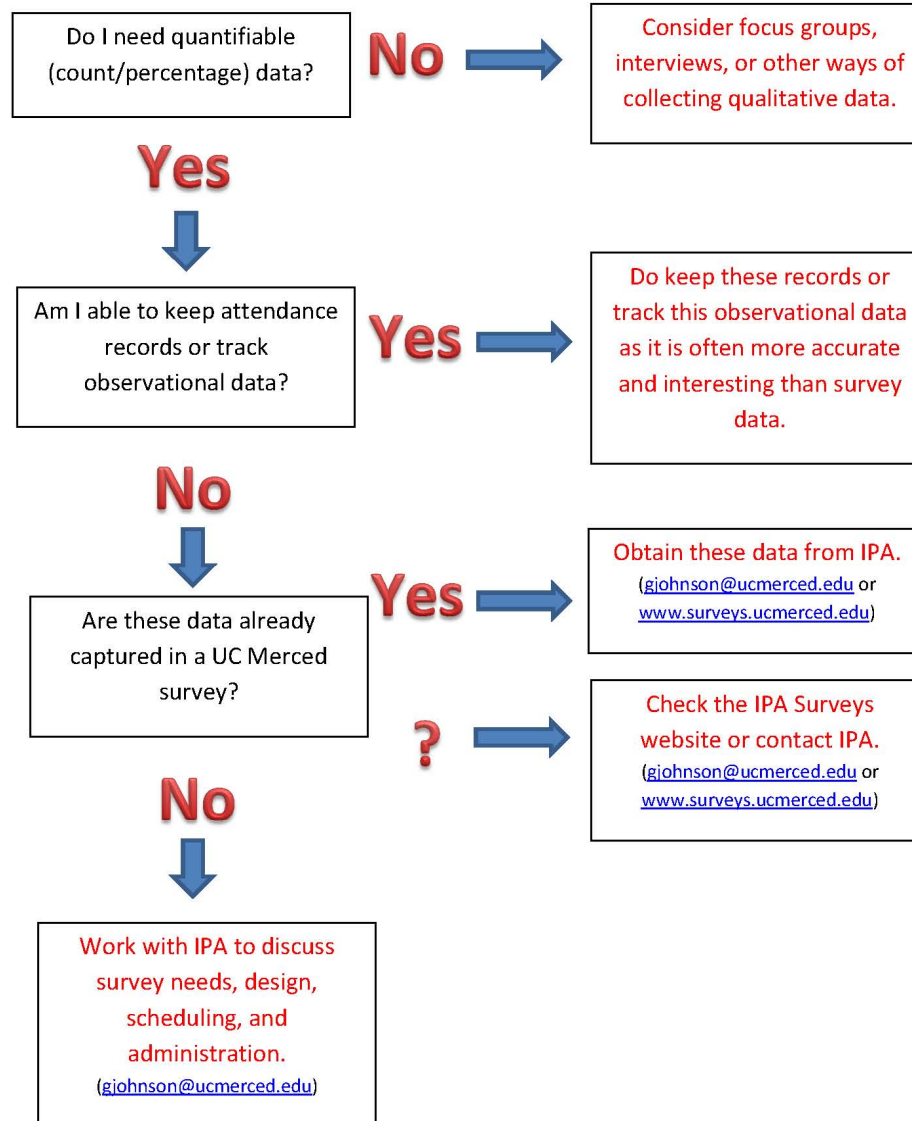 Do I need quantifiable
(count/percentage) data?
No
Consider focus groups,
interviews, or other ways of
collecting qualitative data.
Yes
Am I able to keep attendance
records or track
observational data?
Yes
Do keep these records or
track this observational data
as it is often more accurate
and interesting than survey
data.
No
Are these data already
captured in a UC Merced
survey?
Yes
Obtain these data from IPA.
(gjohnson@ucmerced.edu or
www.surveys.ucmerced.edu)
?
Check the IPA Surveys
website or contact IPA.
(gjohnson@ucmerced.edu or
www.surveys.ucmerced.edu)
No
Work with IPA to discuss
survey needs, design,
scheduling, and
administration.
(gjohnson@ucmerced.edu)